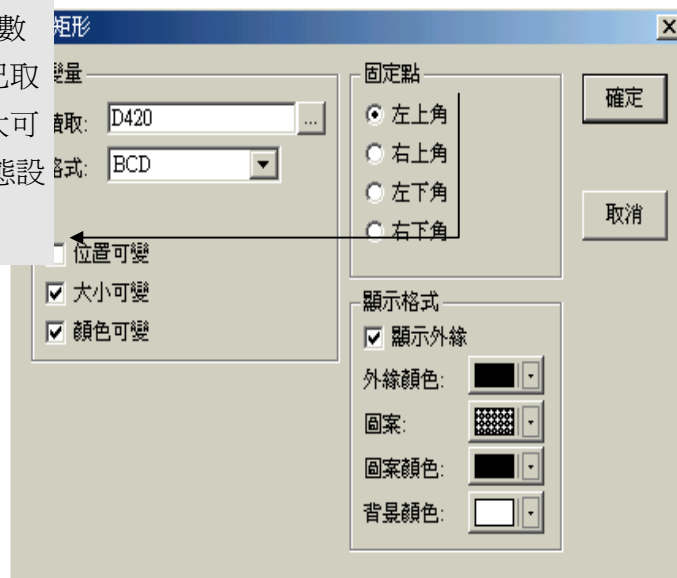 數
矩形
已取
大可
態設
變量
讀取: D420 ...
格式: BCD
位置可變
大小可變
顏色可變
固定點
左上角
右上角
左下角
右下角
顯示格式
顯示外緣
外緣顏色:
圖案:
圖案顏色:
背景顏色:
確定
取消